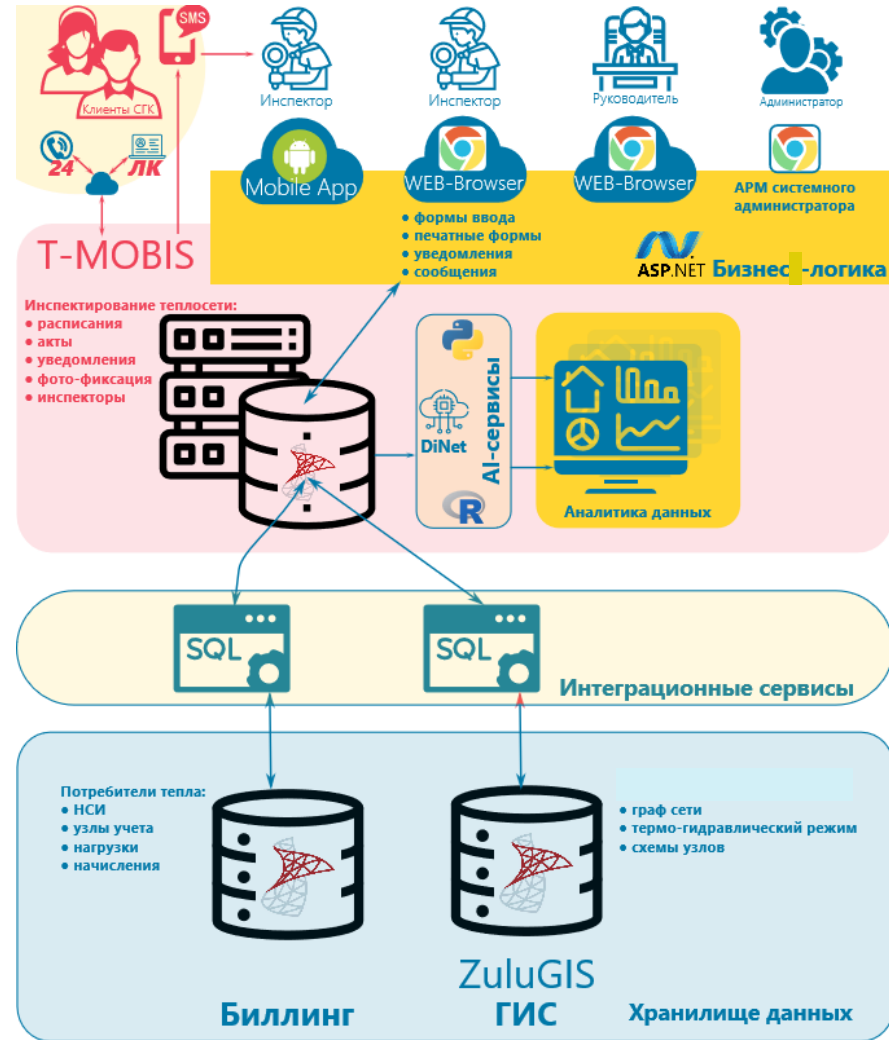 SMS
Клиенты СГК
24
ЛК
Инспектор
Инспектор
Руководитель
Администратор
Mobile App
WEB-Browser
WEB-Browser
АРМ системного
администратора
● формы ввода
● печатные формы
● уведомления
● сообщения
ASP.NET
Бизнес -логика
T-MOBIS
Инспектирование теплосети:
● расписания
● акты
● уведомления
● фото-фиксация
● инспекторы
DiNet
R
AI-сервисы
Аналитика данных
SQL
SQL
Интеграционные сервисы
Потребители тепла:
● НСИ
● узлы учета
● нагрузки
● начисления
● граф сети
● термо-гидравлический режим
● схемы узлов
Биллинг
ZuluGIS
ГИС
Хранилище данных